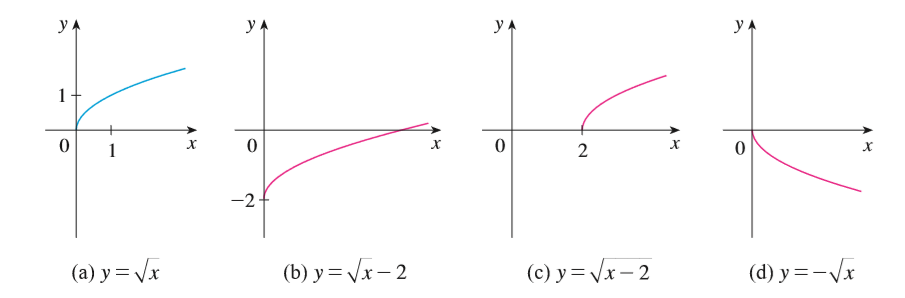 y
1
0
1
x
(a) y=√x
y
0
x
−2
(b) y=√x − 2
y
0
2
x
(c) y=√(x − 2)
y
0
x
(d) y=−√x